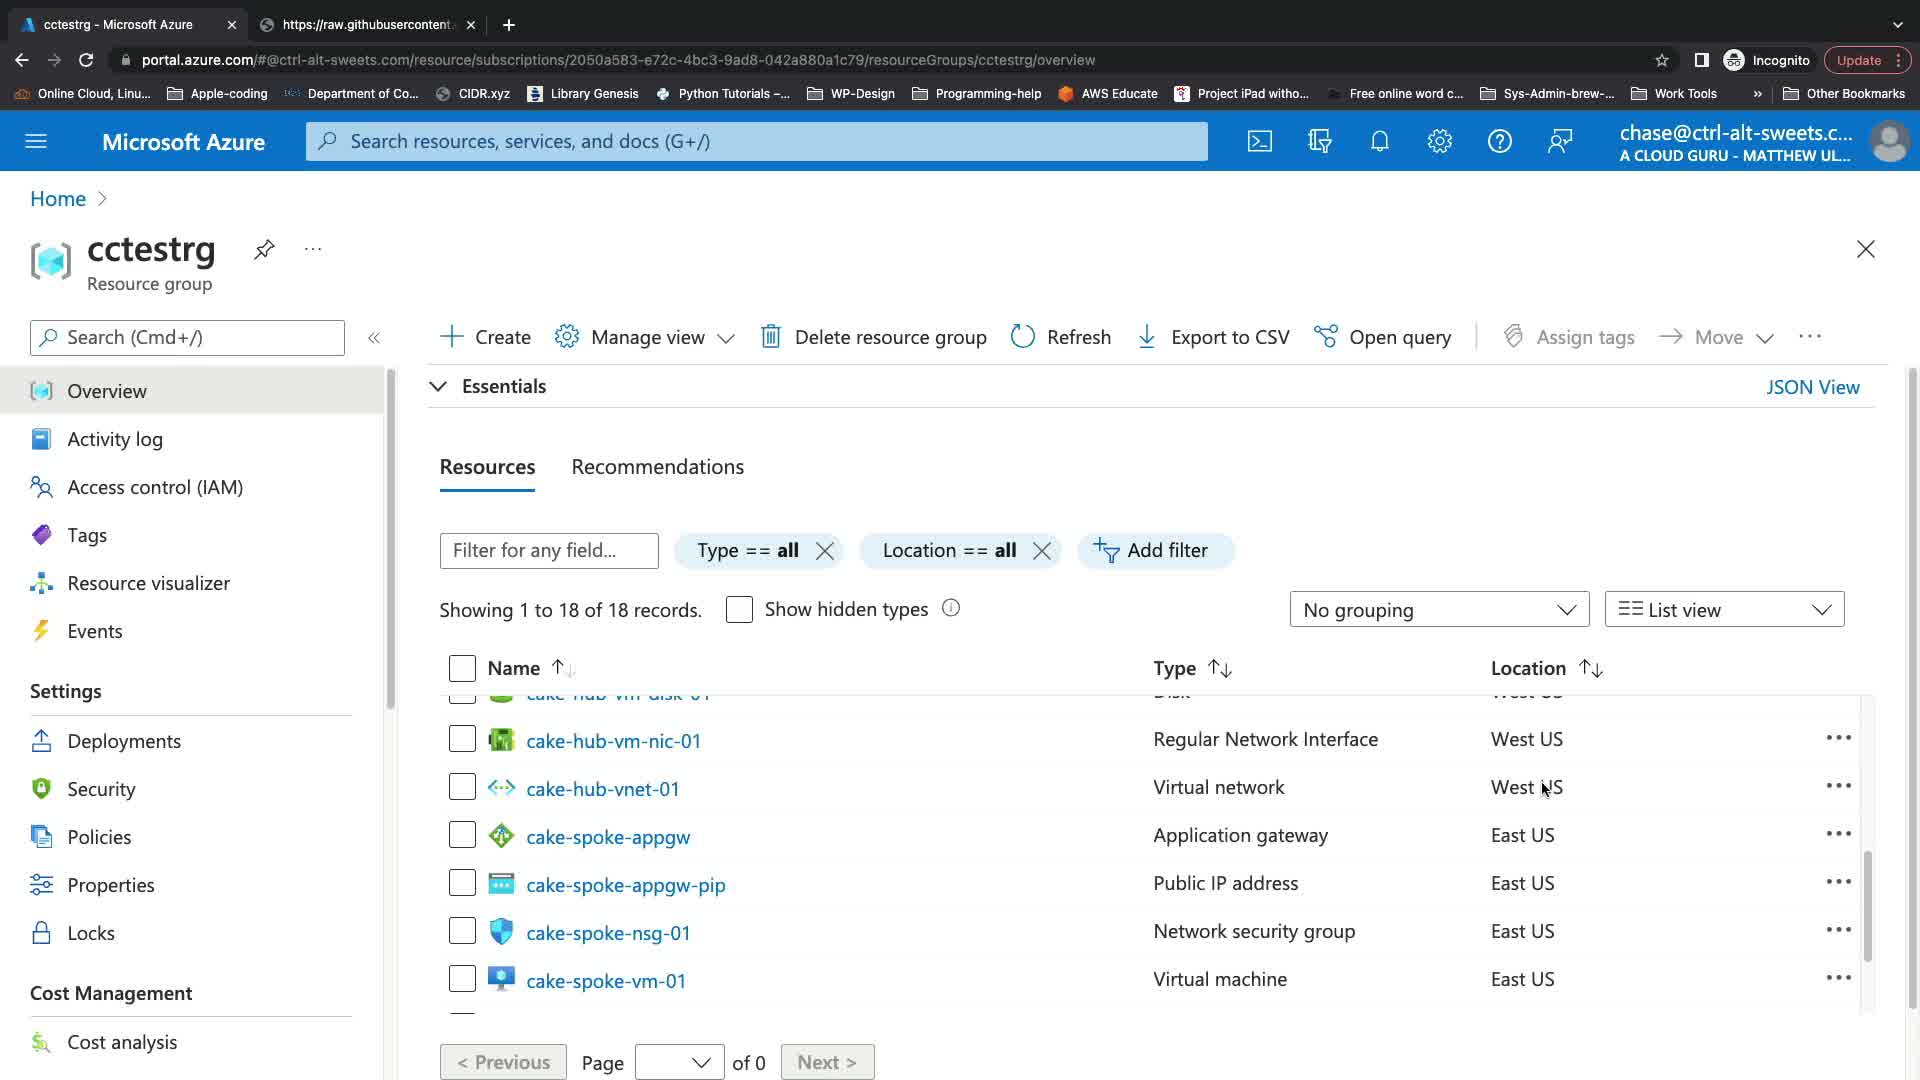 cctestrg - Microsoft Azure
https://raw.githubusercontent.
portal.azure.com/#@ctrl-alt-sweets.com/resource/subscriptions/2050a583-e72c-4bc3-9ad8-042a880a1c79/resourceGroups/cctestrg/overview
Incognito
Update
Online Cloud, Linu...
Apple-coding
Department of Co...
CIDR.xyz
Library Genesis
Python Tutorials –...
WP-Design
Programming-help
AWS Educate
Project iPad witho...
Free online word c...
Sys-Admin-brew-...
Work Tools
»
Other Bookmarks
Microsoft Azure
Search resources, services, and docs (G+/)
chase@ctrl-alt-sweets.c...
A CLOUD GURU - MATTHEW UL...
Home >
cctestrg
...
Resource group
Search (Cmd+/)
«
Create
Manage view
Delete resource group
Refresh
Export to CSV
Open query
Assign tags
Move
...
Overview
Activity log
Access control (IAM)
Tags
Resource visualizer
Events
Settings
Deployments
Security
Policies
Properties
Locks
Cost Management
Cost analysis
Essentials
JSON View
Resources
Recommendations
Filter for any field...
Type == all
Location == all
Add filter
Showing 1 to 18 of 18 records.
Show hidden types
No grouping
List view
Name
Type
Location
cake-hub-vm-disk-01
Disk
West US
cake-hub-vm-nic-01
Regular Network Interface
West US
cake-hub-vnet-01
Virtual network
West US
cake-spoke-appgw
Application gateway
East US
cake-spoke-appgw-pip
Public IP address
East US
cake-spoke-nsg-01
Network security group
East US
cake-spoke-vm-01
Virtual machine
East US
< Previous
Page
of 0
Next >